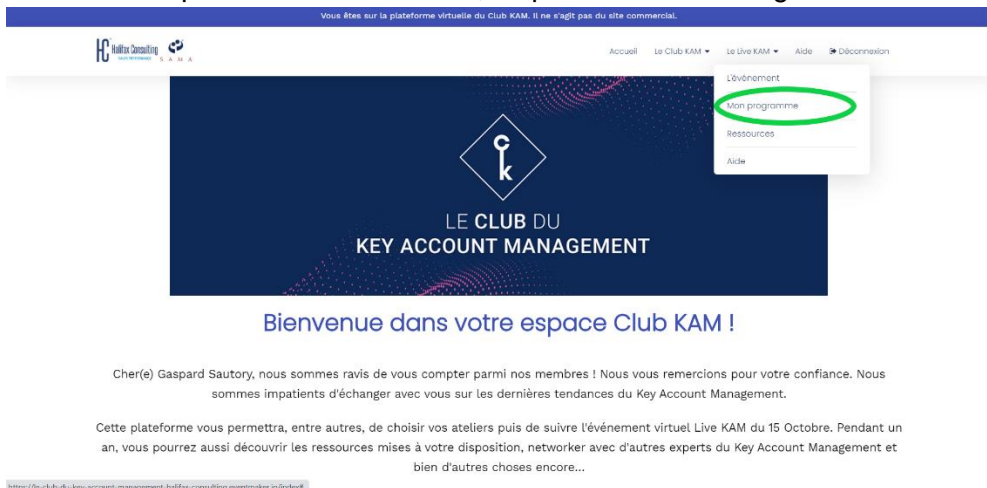 Vous êtes sur la plateforme virtuelle du Club KAM. Il ne s'agit pas du site commercial.
HC Halifax Consulting
SAMA
Accueil Le Club KAM Le Live KAM Aide Déconnexion
L'événement
Mon programme
Ressources
Aide
c
k
LE CLUB DU
KEY ACCOUNT MANAGEMENT
Bienvenue dans votre espace Club KAM !
Cher(e) Gaspard Sautory, nous sommes ravis de vous compter parmi nos membres ! Nous vous remercions pour votre confiance. Nous
sommes impatients d'échanger avec vous sur les dernières tendances du Key Account Management.
Cette plateforme vous permettra, entre autres, de choisir vos ateliers puis de suivre l'événement virtuel Live KAM du 15 Octobre. Pendant un
an, vous pourrez aussi découvrir les ressources mises à votre disposition, networker avec d'autres experts du Key Account Management et
bien d'autres choses encore...